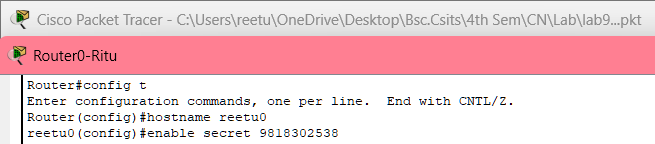 Cisco Packet Tracer - C:\Users\reetu\OneDrive\Desktop\Bsc.Csits\4th Sem\CN\Lab\lab9...pkt
Router0-Ritu
Router#config t
Enter configuration commands, one per line.  End with CNTL/Z.
Router(config)#hostname reetu0
reetu0(config)#enable secret 9818302538